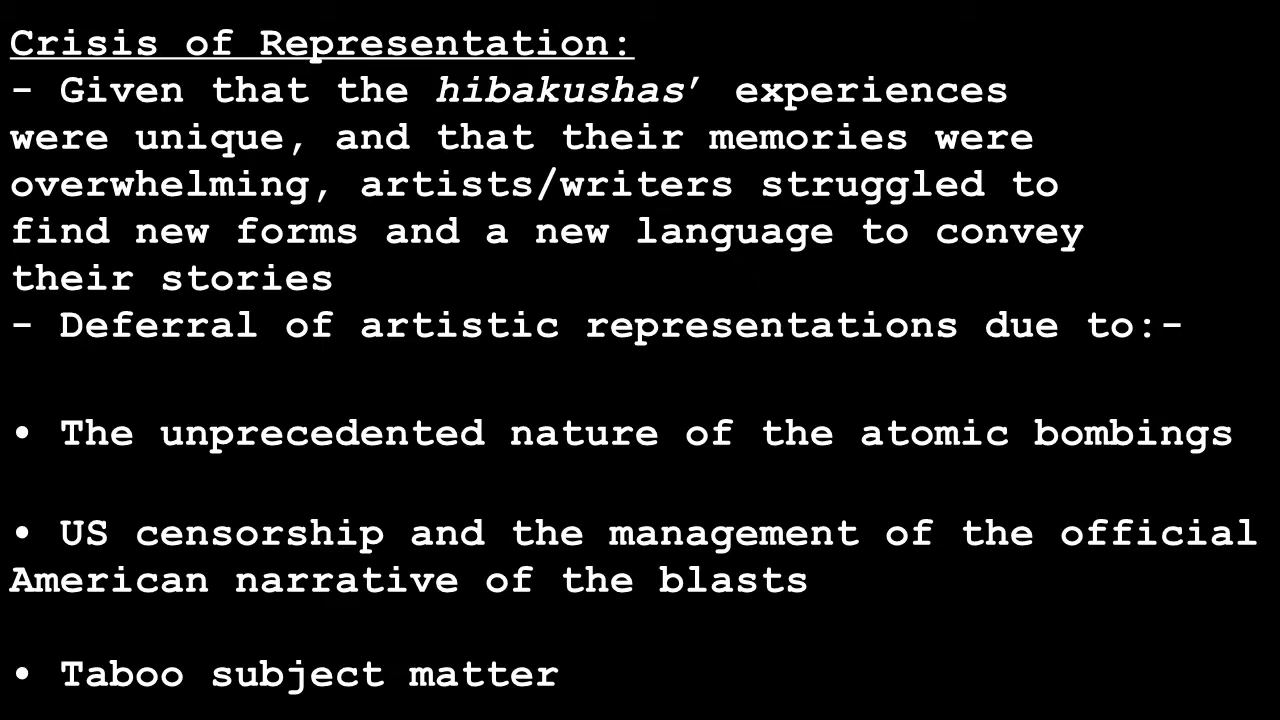 Crisis of Representation:
- Given that the hibakushas’ experiences
were unique, and that their memories were
overwhelming, artists/writers struggled to
find new forms and a new language to convey
their stories
- Deferral of artistic representations due to:-
• The unprecedented nature of the atomic bombings
• US censorship and the management of the official
American narrative of the blasts
• Taboo subject matter